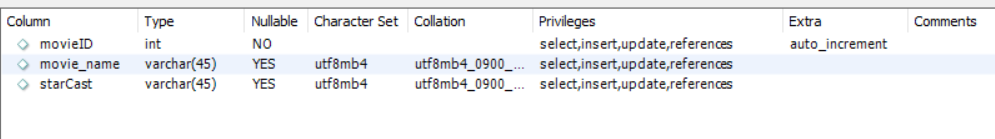 Column Type Nullable Character Set Collation Privileges Extra Comments
movieID int NO select,insert,update,references auto_increment
movie_name varchar(45) YES utf8mb4 utf8mb4_0900_... select,insert,update,references
starCast varchar(45) YES utf8mb4 utf8mb4_0900_... select,insert,update,references